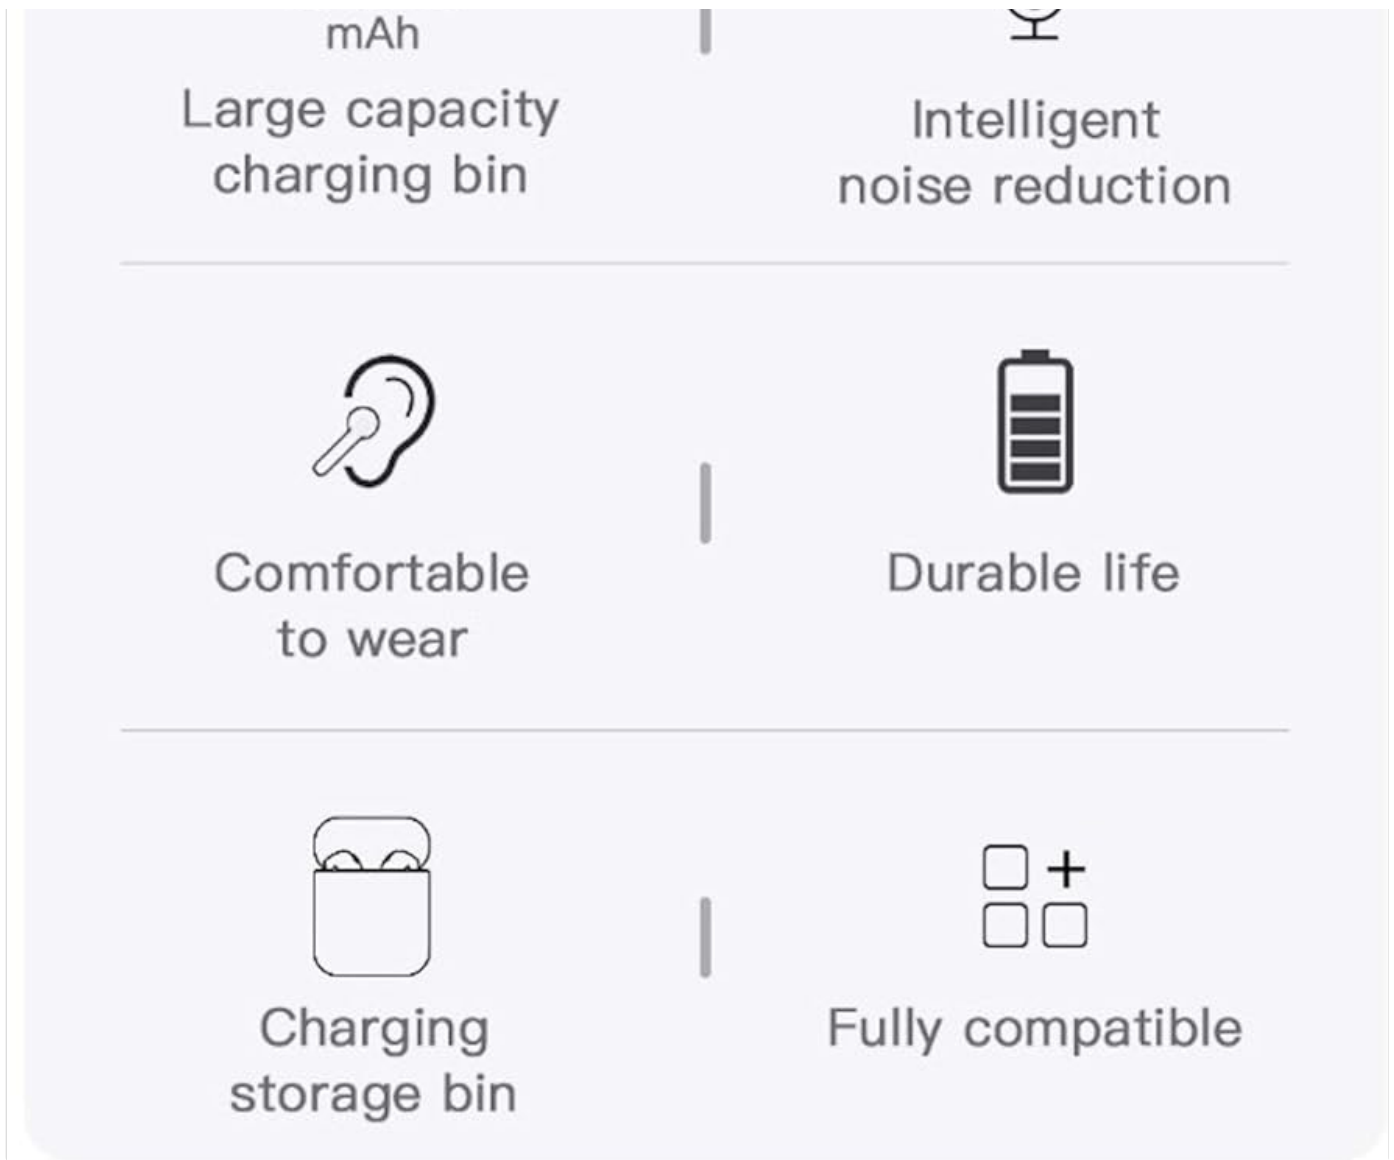 mAh
Large capacity
charging bin
Intelligent
noise reduction
Comfortable
to wear
Durable life
Charging
storage bin
Fully compatible